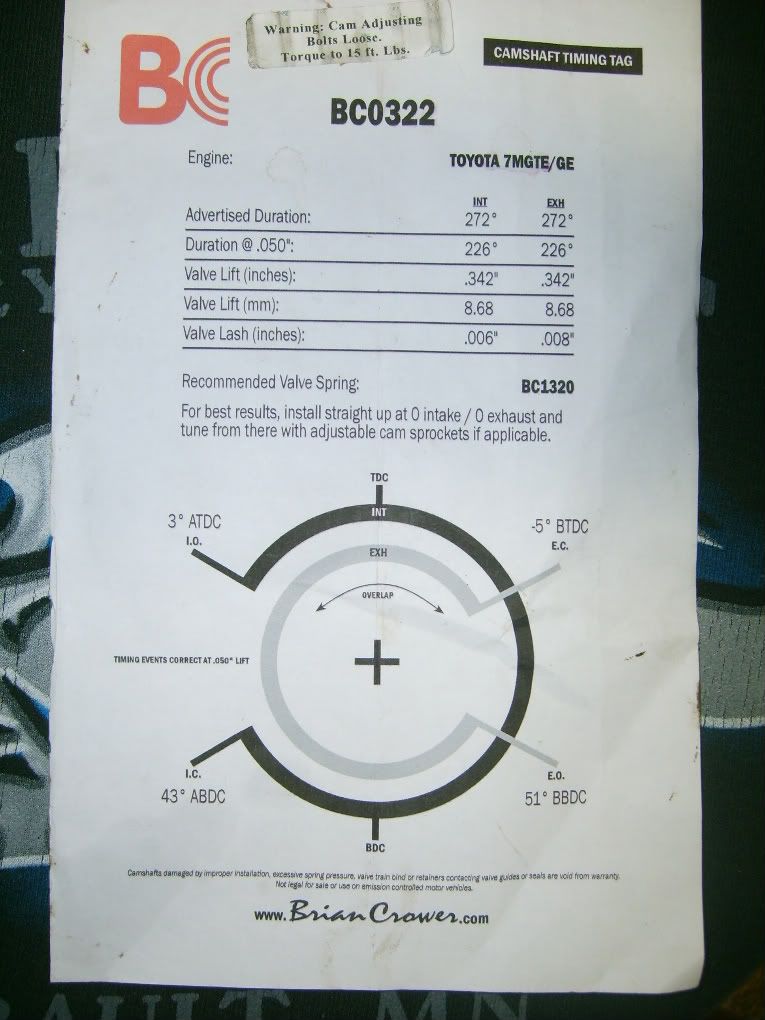 Warning: Cam Adjusting
Bolts Loose.
Torque to 15 ft. Lbs.
BC
CAMSHAFT TIMING TAG
BC0322
Engine: TOYOTA 7MGTE/GE
INT EXH
Advertised Duration: 272° 272°
Duration @ .050": 226° 226°
Valve Lift (inches): .342" .342"
Valve Lift (mm): 8.68 8.68
Valve Lash (inches): .006" .008"
Recommended Valve Spring: BC1320
For best results, install straight up at 0 intake / 0 exhaust and
tune from there with adjustable cam sprockets if applicable.
TDC
INT
3° ATDC
I.O.
-5° BTDC
E.C.
EXH
OVERLAP
TIMING EVENTS CORRECT AT .050" LIFT
I.C.
43° ABDC
E.O.
51° BBDC
BDC
Camshafts damaged by improper installation, excessive spring pressure, valve train bind or retainers contacting valve guides or seals are void from warranty.
Not legal for sale or use on emission controlled motor vehicles.
www.BrianCrower.com